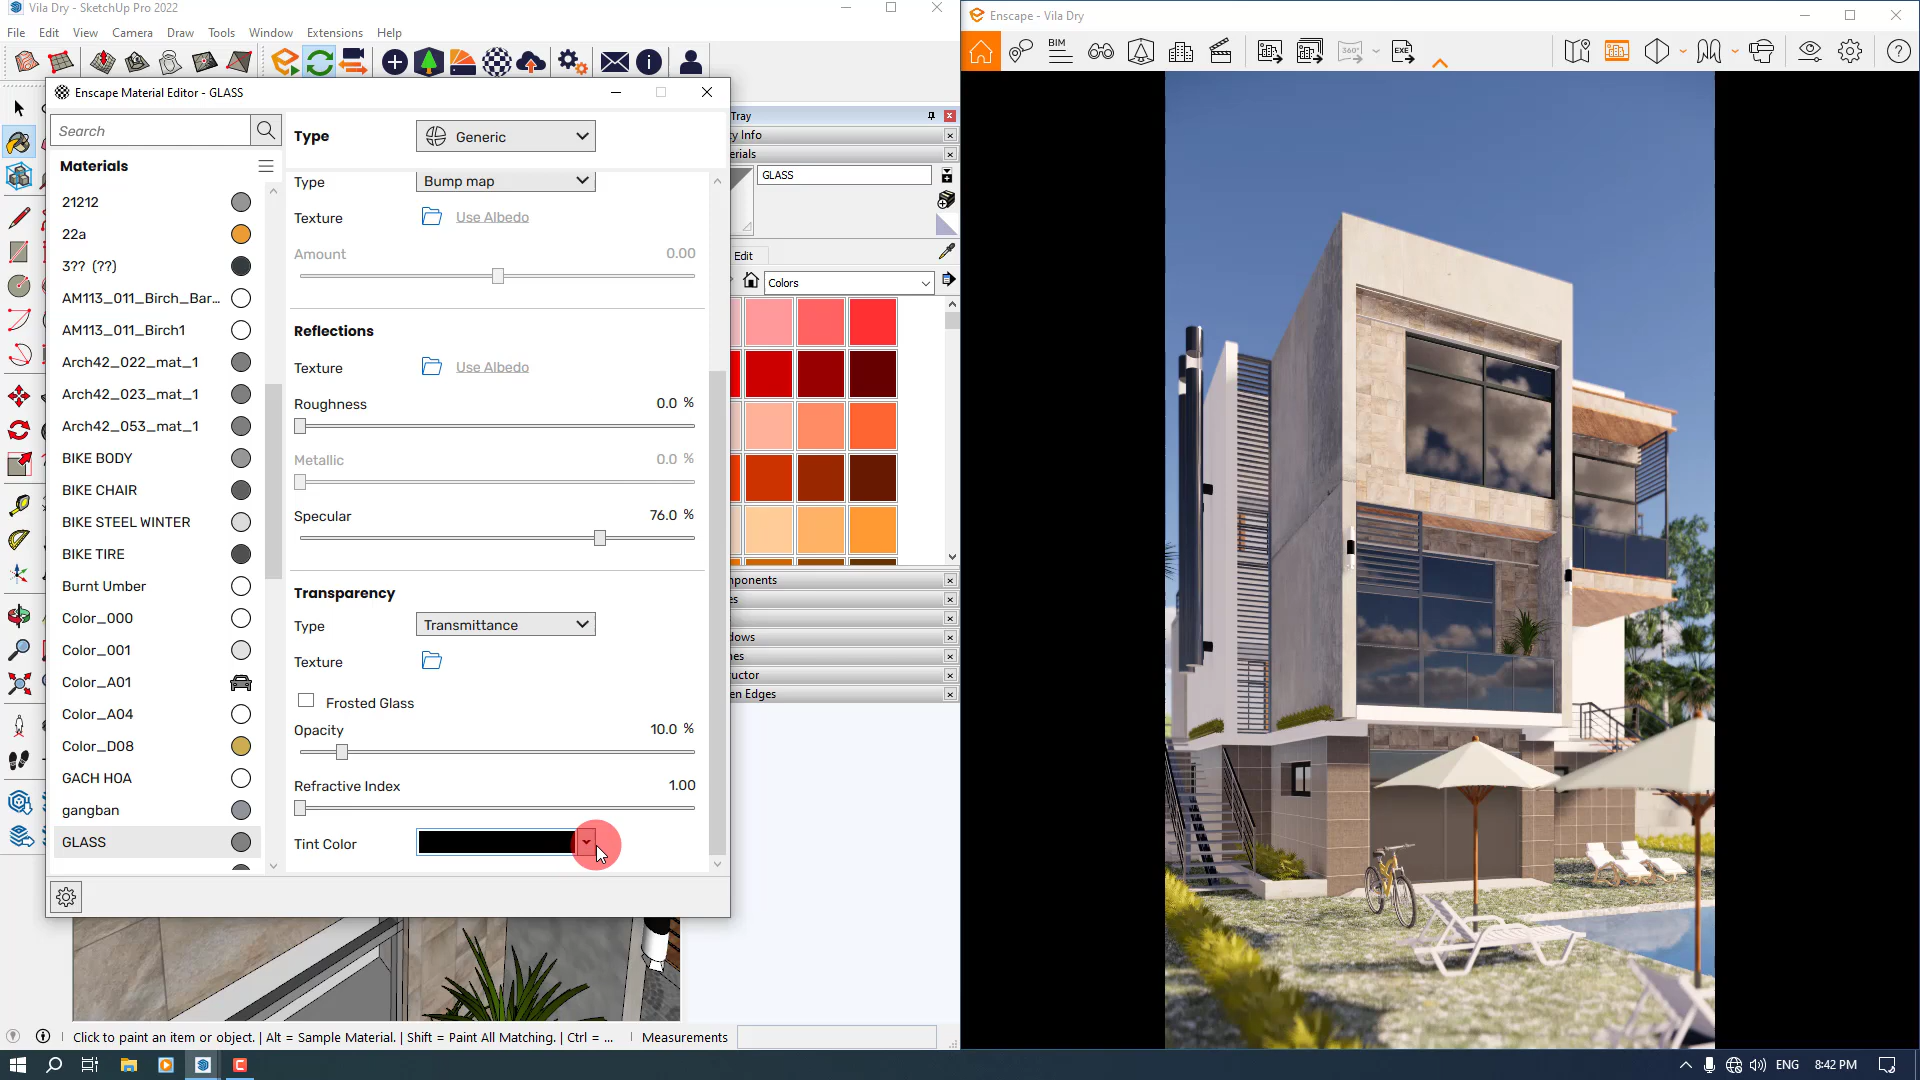 Vila Dry - SketchUp Pro 2022
File Edit View Camera Draw Tools Window Extensions Help
Enscape Material Editor - GLASS
Search
Materials
21212
22a
3?? (??)
AM113_011_Birch_Bar...
AM113_011_Birch1
Arch42_022_mat_1
Arch42_023_mat_1
Arch42_053_mat_1
BIKE BODY
BIKE CHAIR
BIKE STEEL WINTER
BIKE TIRE
Burnt Umber
Color_000
Color_001
Color_A01
Color_A04
Color_D08
GACH HOA
gangban
GLASS
Type Generic
Type Bump map
Texture Use Albedo
Amount 0.00
Reflections
Texture Use Albedo
Roughness 0.0 %
Metallic 0.0 %
Specular 76.0 %
Transparency
Type Transmittance
Texture
Frosted Glass
Opacity 10.0 %
Refractive Index 1.00
Tint Color
Tray
ty Info
erials
GLASS
Edit
Colors
mponents
es
dows
nes
ructor
en Edges
Click to paint an item or object. | Alt = Sample Material. | Shift = Paint All Matching. | Ctrl = ...
Measurements
Enscape - Vila Dry
BIM
360°
EXE
ENG 8:42 PM